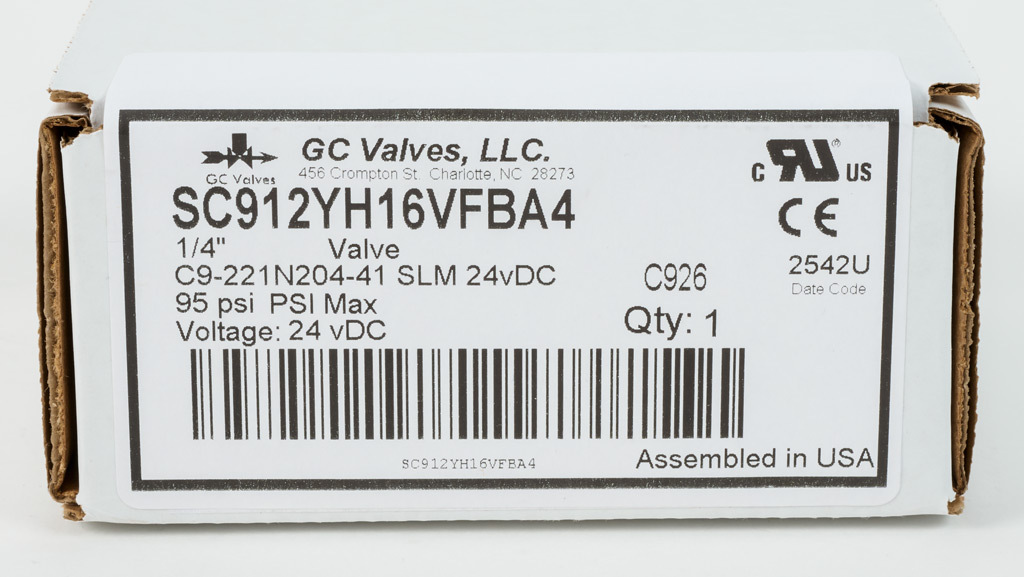 GC Valves
GC Valves, LLC.
456 Crompton St. Charlotte, NC 28273
SC912YH16VFBA4
1/4" Valve
C9-221N204-41 SLM 24vDC
95 psi PSI Max
Voltage: 24 vDC
C926
Qty: 1
C RU ® US
CE
2542U
Date Code
SC912YH16VFBA4
Assembled in USA